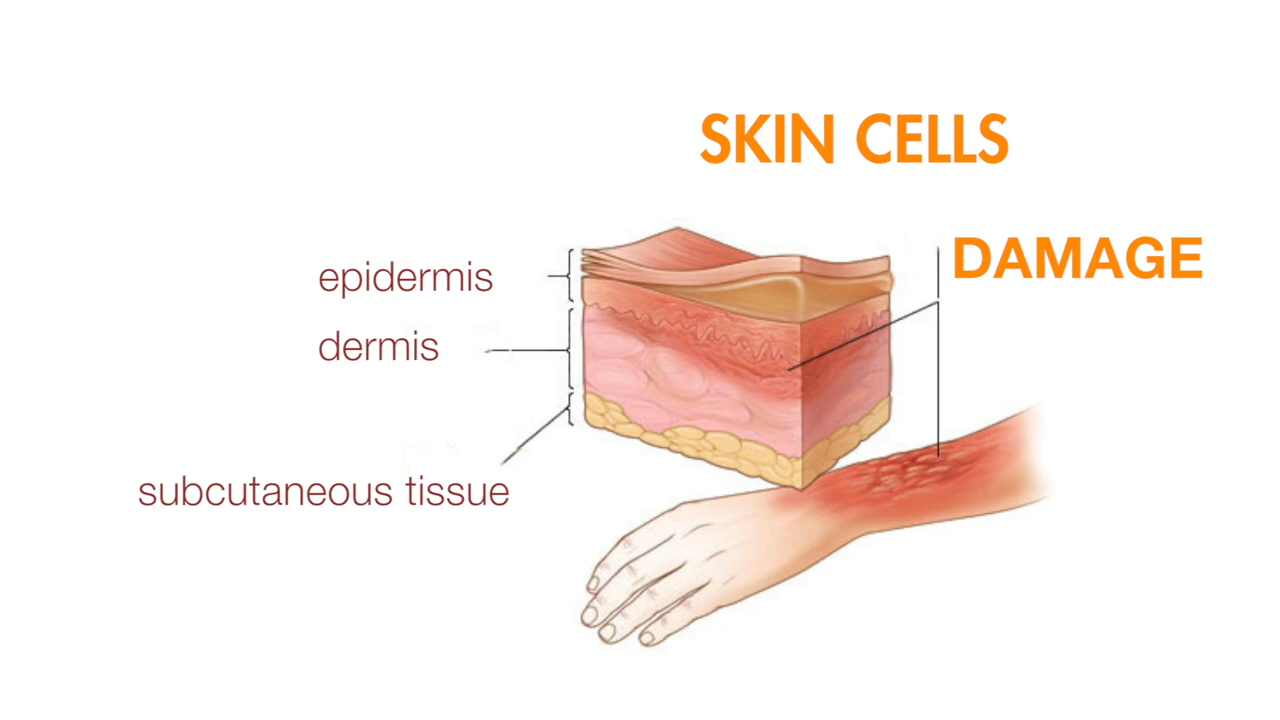 SKIN CELLS
DAMAGE
epidermis
dermis
subcutaneous tissue